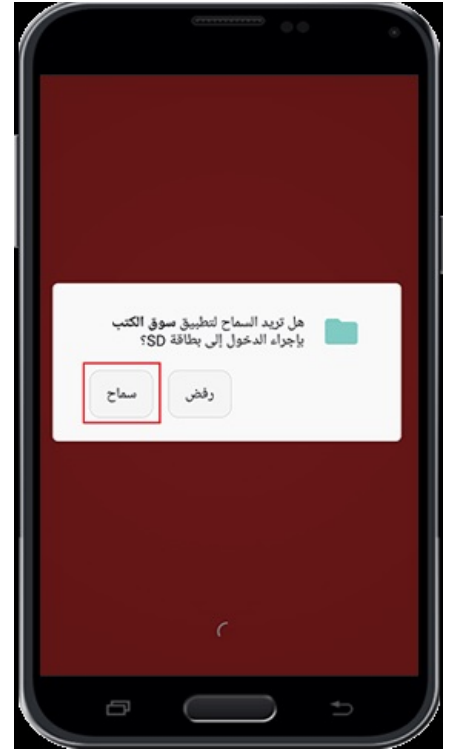 هل تريد السماح لتطبيق سوق الكتب
بإجراء الدخول إلى بطاقة SD؟
رفض
سماح